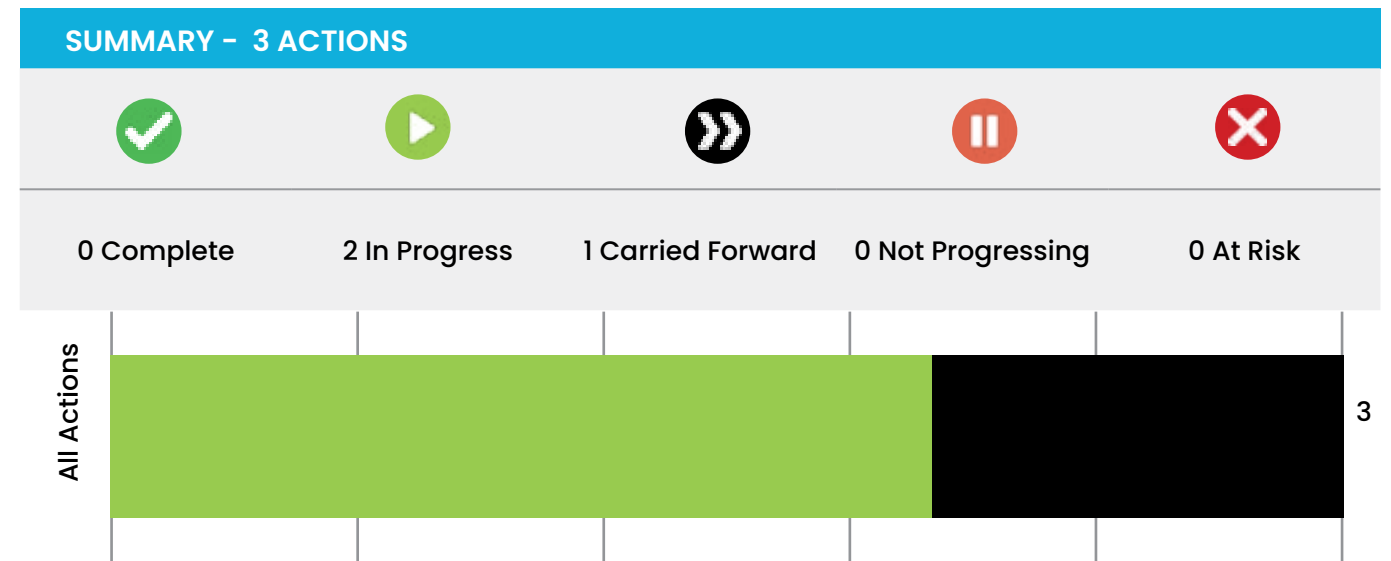 SUMMARY - 3 ACTIONS
0 Complete
2 In Progress
1 Carried Forward
0 Not Progressing
0 At Risk
All Actions
3